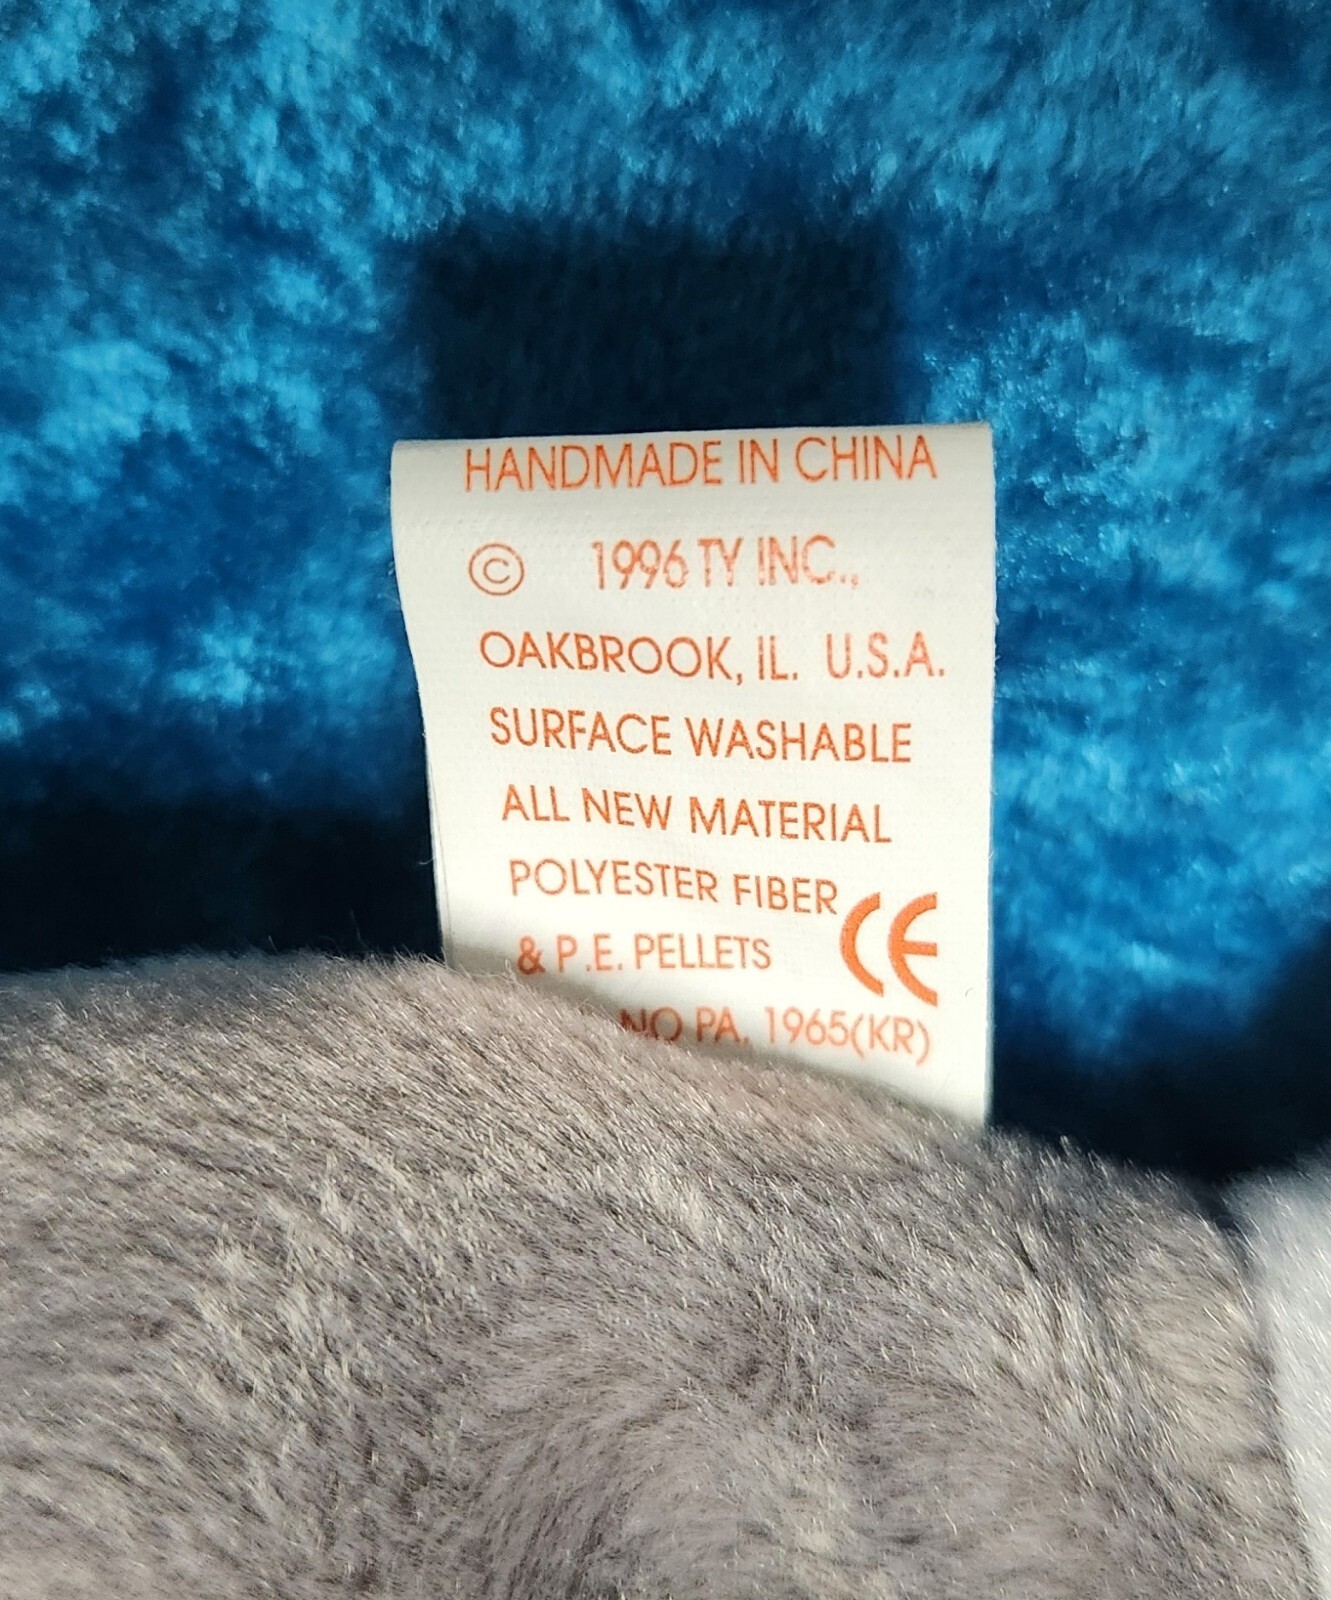 HANDMADE IN CHINA
© 1996 TY INC.,
OAKBROOK, IL. U.S.A.
SURFACE WASHABLE
ALL NEW MATERIAL
POLYESTER FIBER
& P.E. PELLETS CE
NO PA. 1965(KR)